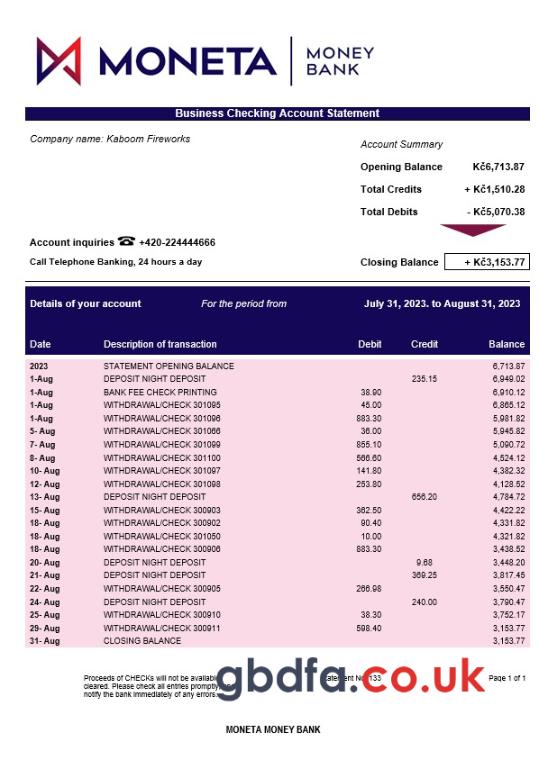 MONETA MONEY BANK
Business Checking Account Statement
Company name: Kaboom Fireworks
Account Summary
Opening Balance Kč6,713.87
Total Credits + Kč1,510.28
Total Debits - Kč5,070.38
Account inquiries ☎ +420-224444666
Call Telephone Banking, 24 hours a day
Closing Balance + Kč3,153.77
Details of your account For the period from July 31, 2023. to August 31, 2023
Date Description of transaction Debit Credit Balance
2023 STATEMENT OPENING BALANCE 6,713.87
1-Aug DEPOSIT NIGHT DEPOSIT 235.15 6,949.02
1-Aug BANK FEE CHECK PRINTING 38.90 6,910.12
1-Aug WITHDRAWAL/CHECK 301095 45.00 6,865.12
1-Aug WITHDRAWAL/CHECK 301096 883.30 5,981.82
5- Aug WITHDRAWAL/CHECK 301066 36.00 5,945.82
7- Aug WITHDRAWAL/CHECK 301099 855.10 5,090.72
8- Aug WITHDRAWAL/CHECK 301100 566.60 4,524.12
10- Aug WITHDRAWAL/CHECK 301097 141.80 4,382.32
12- Aug WITHDRAWAL/CHECK 301098 253.80 4,128.52
13- Aug DEPOSIT NIGHT DEPOSIT 656.20 4,784.72
15- Aug WITHDRAWAL/CHECK 300903 362.50 4,422.22
18- Aug WITHDRAWAL/CHECK 300902 90.40 4,331.82
18- Aug WITHDRAWAL/CHECK 301050 10.00 4,321.82
18- Aug WITHDRAWAL/CHECK 300906 883.30 3,438.52
20- Aug DEPOSIT NIGHT DEPOSIT 9.68 3,448.20
21- Aug DEPOSIT NIGHT DEPOSIT 369.25 3,817.45
22- Aug WITHDRAWAL/CHECK 300905 266.98 3,550.47
24- Aug DEPOSIT NIGHT DEPOSIT 240.00 3,790.47
25- Aug WITHDRAWAL/CHECK 300910 38.30 3,752.17
29- Aug WITHDRAWAL/CHECK 300911 598.40 3,153.77
31- Aug CLOSING BALANCE 3,153.77
Proceeds of CHECKs will not be Page 1 of 1
cleared. Please check all entries
notify the bank immediately of any errors.
gbdfa.co.uk
MONETA MONEY BANK